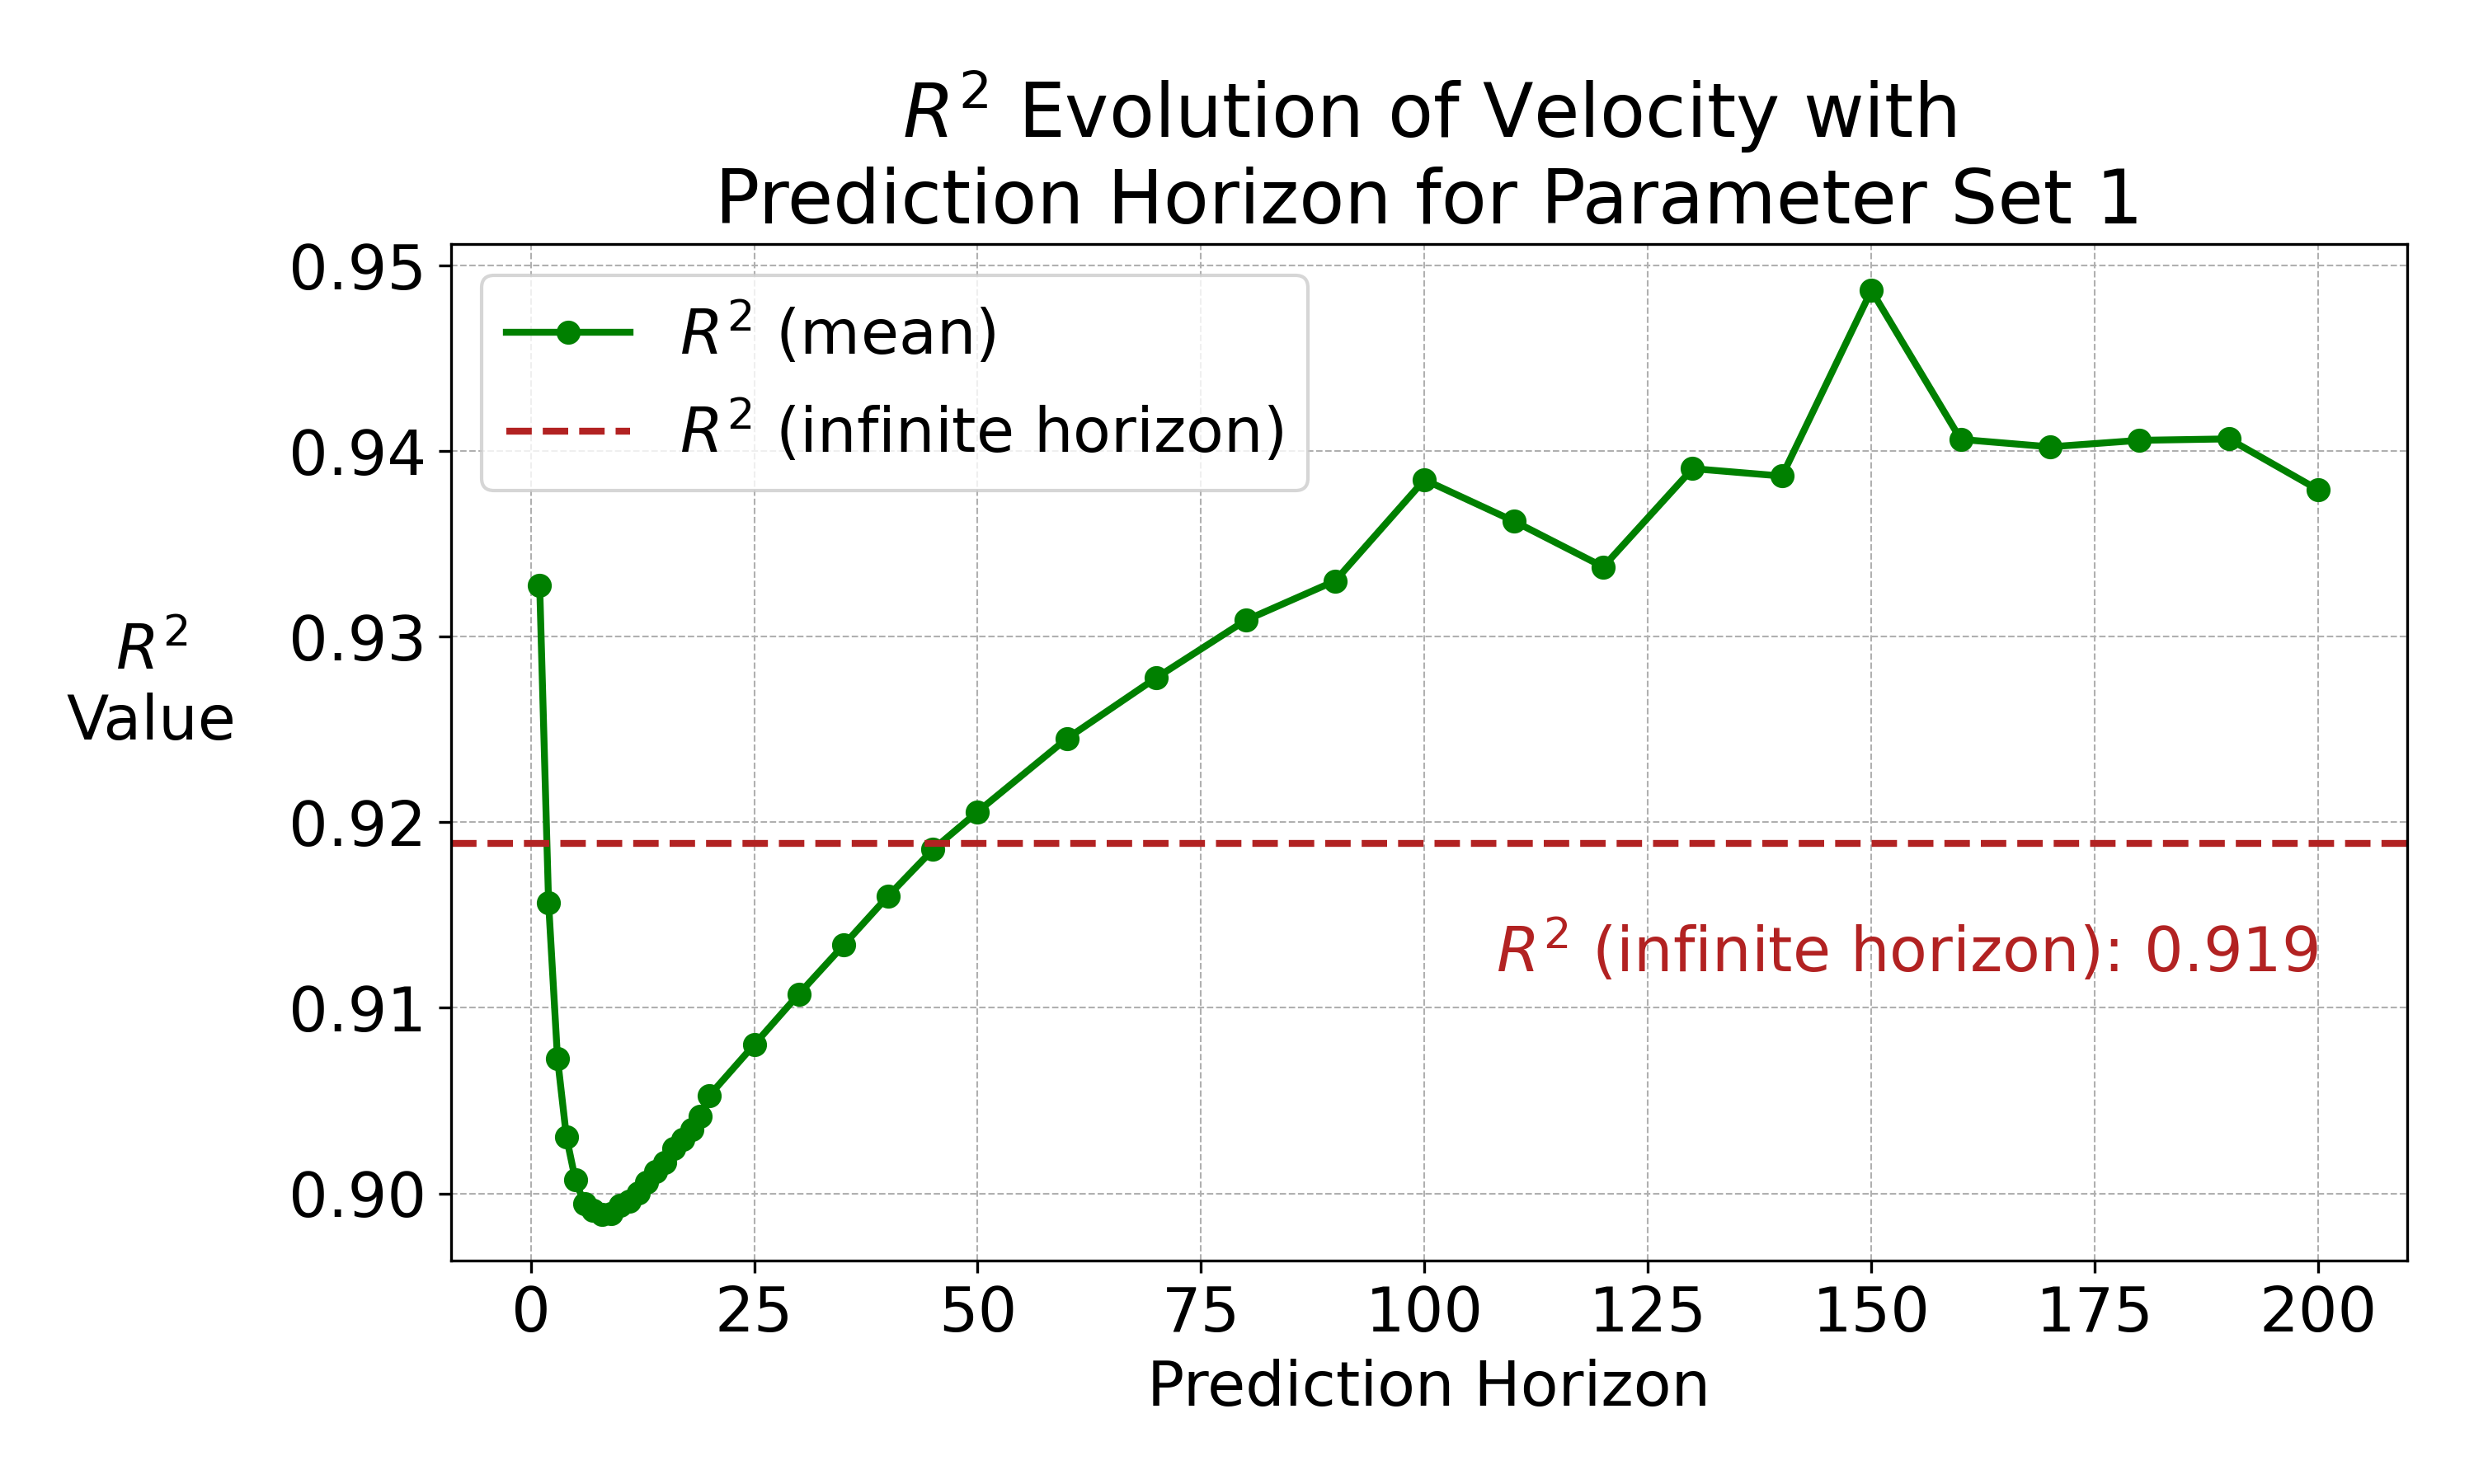 R² Evolution of Velocity with
Prediction Horizon for Parameter Set 1
0.95
0.94
0.93
0.92
0.91
0.90
R²
Value
R² (mean)
R² (infinite horizon)
R² (infinite horizon): 0.919
0 25 50 75 100 125 150 175 200
Prediction Horizon